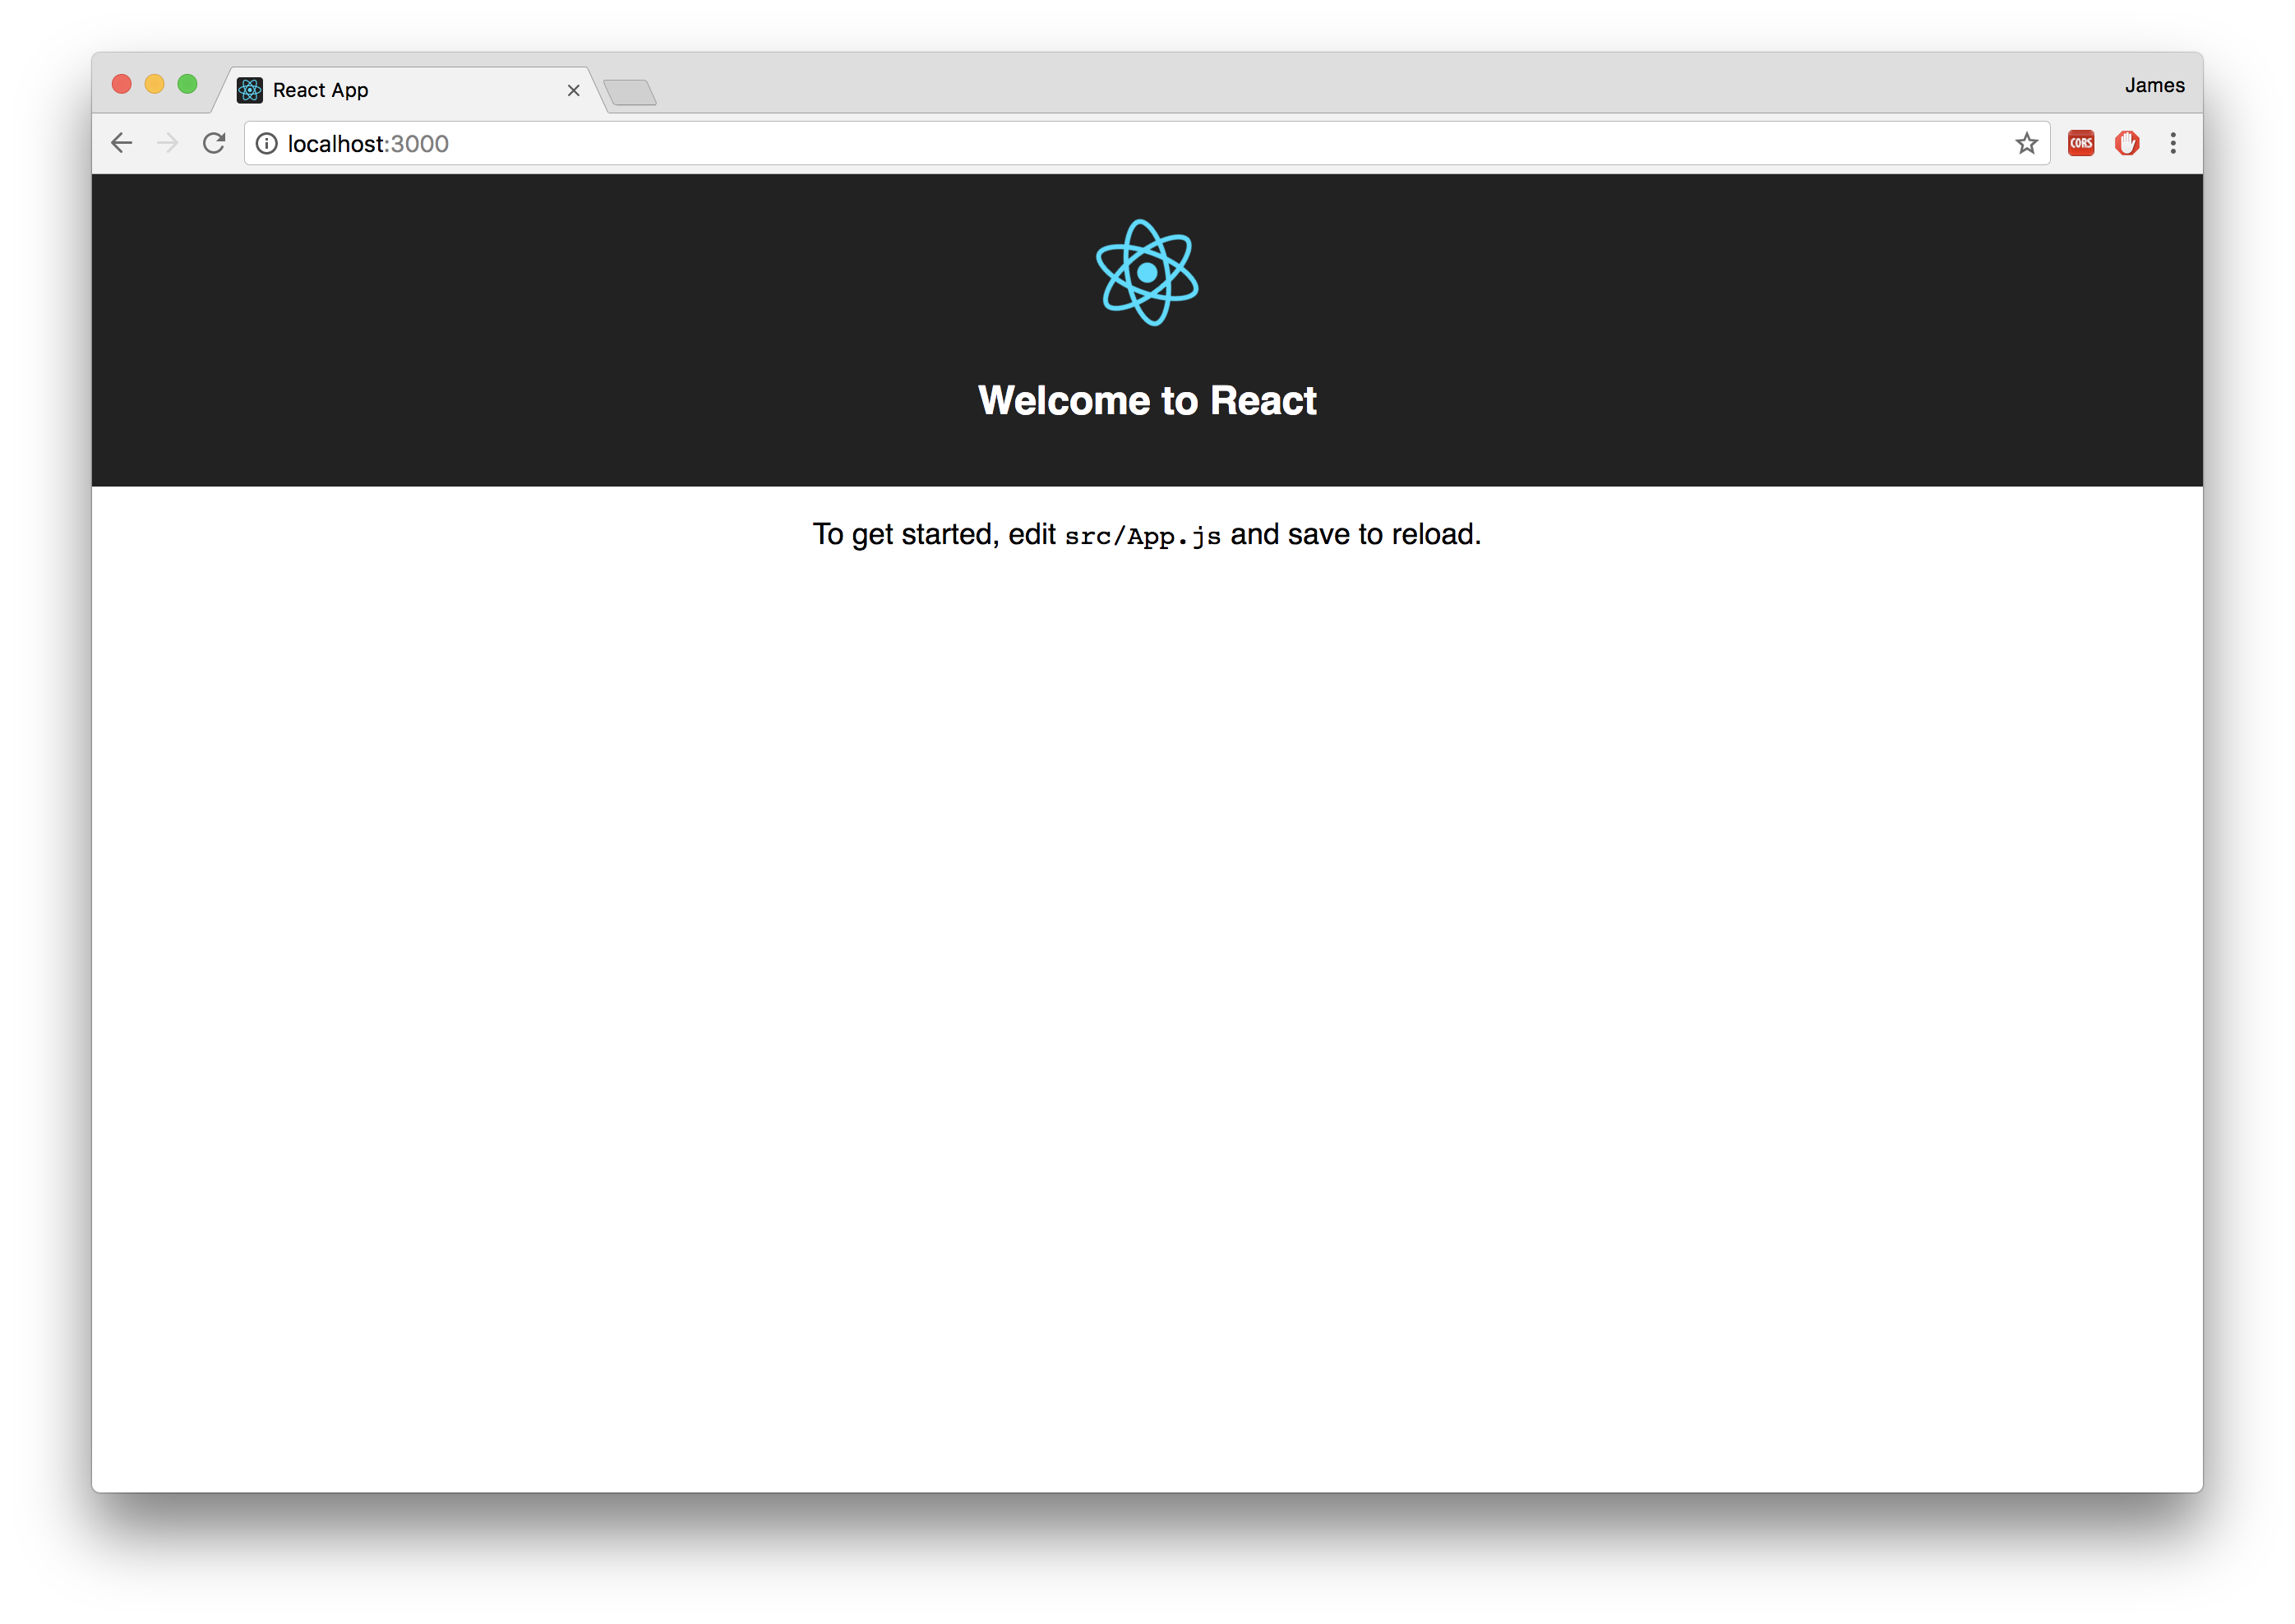 React App
James
localhost:3000
CORS
Welcome to React
To get started, edit src/App.js and save to reload.